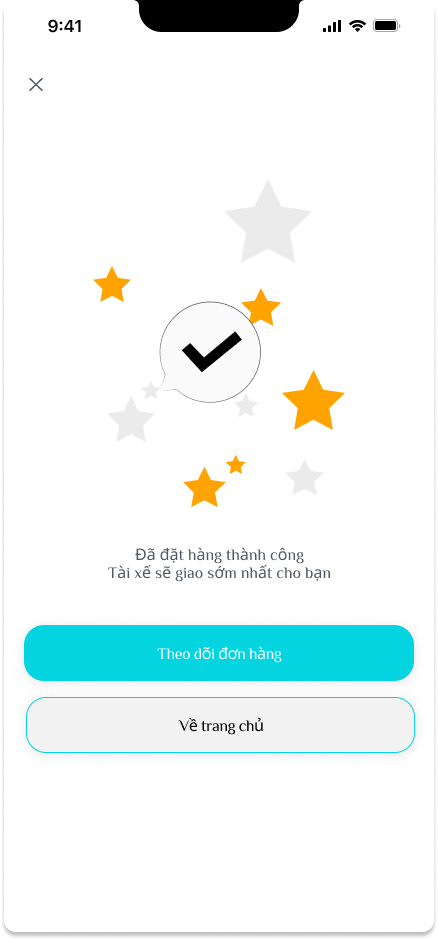 9:41
Đã đặt hàng thành công
Tài xế sẽ giao sớm nhất cho bạn
Theo dõi đơn hàng
Về trang chủ